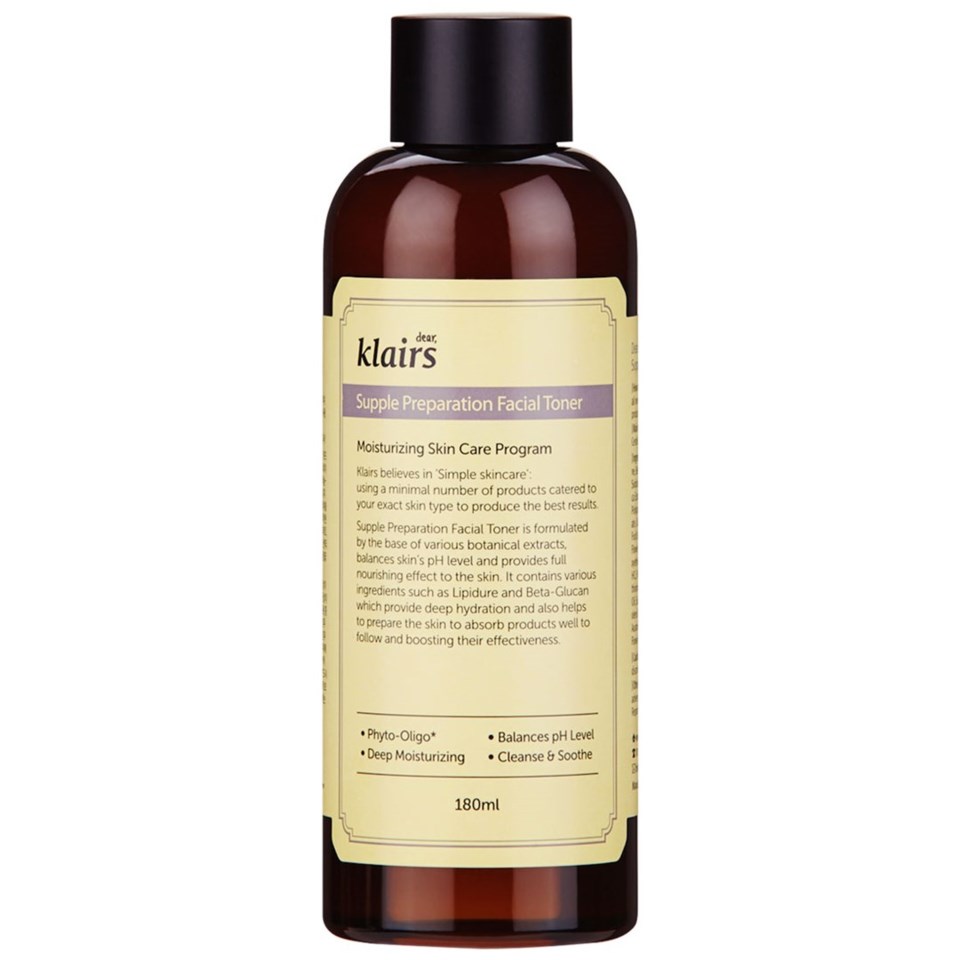 dear,
klairs
Supple Preparation Facial Toner
Moisturizing Skin Care Program
Klairs believes in 'Simple skincare':
using a minimal number of products catered to
your exact skin type to produce the best results.
Supple Preparation Facial Toner is formulated
by the base of various botanical extracts,
balances skin's pH level and provides full
nourishing effect to the skin. It contains various
ingredients such as Lipidure and Beta-Glucan
which provide deep hydration and also helps
to prepare the skin to absorb products well to
follow and boosting their effectiveness.
• Phyto-Oligo* • Balances pH Level
• Deep Moisturizing • Cleanse & Soothe
180ml